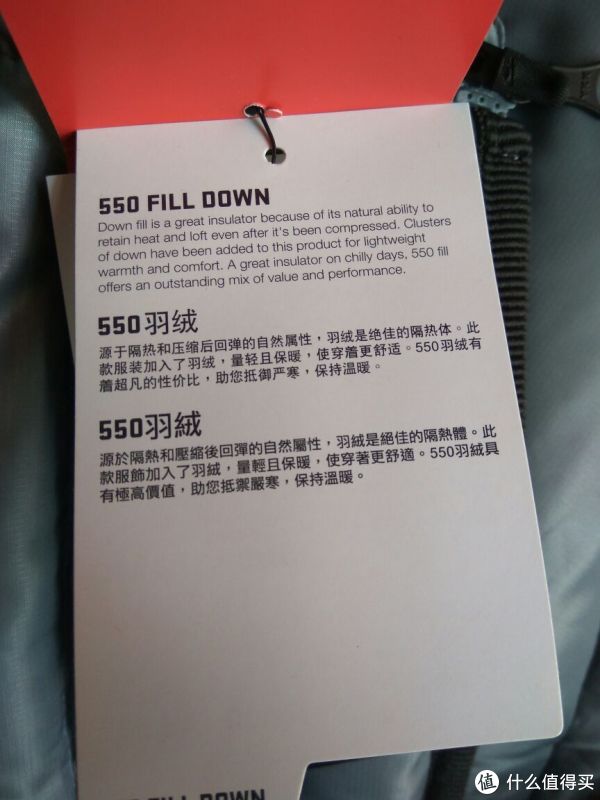 550 FILL DOWN
Down fill is a great insulator because of its natural ability to
retain heat and loft even after it's been compressed. Clusters
of down have been added to this product for lightweight
warmth and comfort. A great insulator on chilly days, 550 fill
offers an outstanding mix of value and performance.
550羽绒
源于隔热和压缩后回弹的自然属性，羽绒是绝佳的隔热体。此
款服装加入了羽绒，量轻且保暖，使穿着更舒适。550羽绒有
着超凡的性价比，助您抵御严寒，保持温暖。
550羽絨
源於隔熱和壓縮後回彈的自然屬性，羽絨是絕佳的隔熱體。此
款服飾加入了羽絨，量輕且保暖，使穿著更舒適。550羽絨具
有極高價值，助您抵禦嚴寒，保持溫暖。
FILL DOWN
值 什么值得买